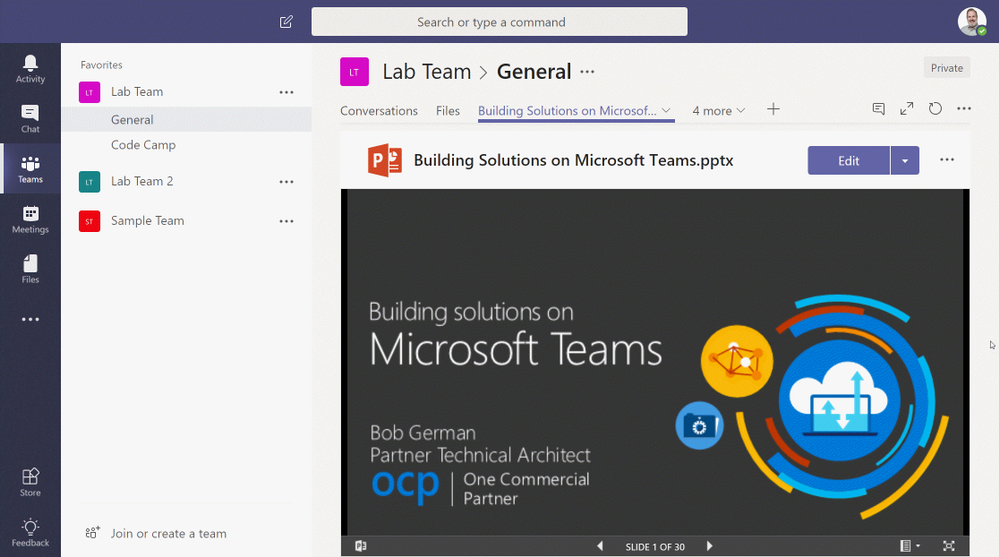 Search or type a command
Activity
Chat
Teams
Meetings
Files
Store
Feedback
Favorites
LT Lab Team
General
Code Camp
LT Lab Team 2
ST Sample Team
Join or create a team
LT Lab Team > General
Private
Conversations Files Building Solutions on Microsof... 4 more
Building Solutions on Microsoft Teams.pptx
Edit
Building solutions on
Microsoft Teams
Bob German
Partner Technical Architect
ocp One Commercial
Partner
SLIDE 1 OF 30